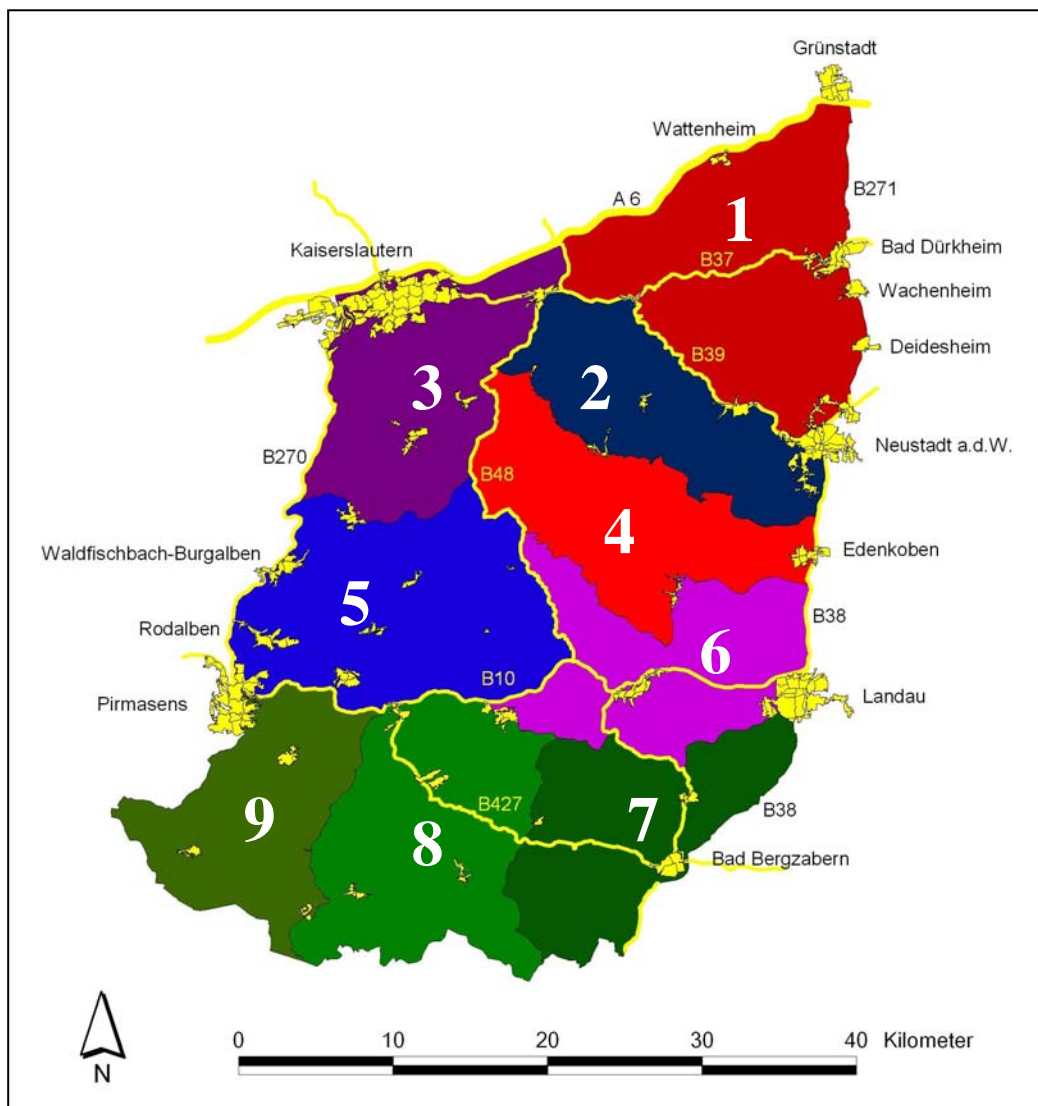 Grünstadt
Wattenheim
A 6
B271
1
Kaiserslautern
B37
Bad Dürkheim
Wachenheim
B39
Deidesheim
3
2
Neustadt a.d.W.
B270
B48
4
Waldfischbach-Burgalben
Edenkoben
5
Rodalben
B38
6
B10
Pirmasens
Landau
9
8
B427
7
B38
Bad Bergzabern
N
0 10 20 30 40 Kilometer